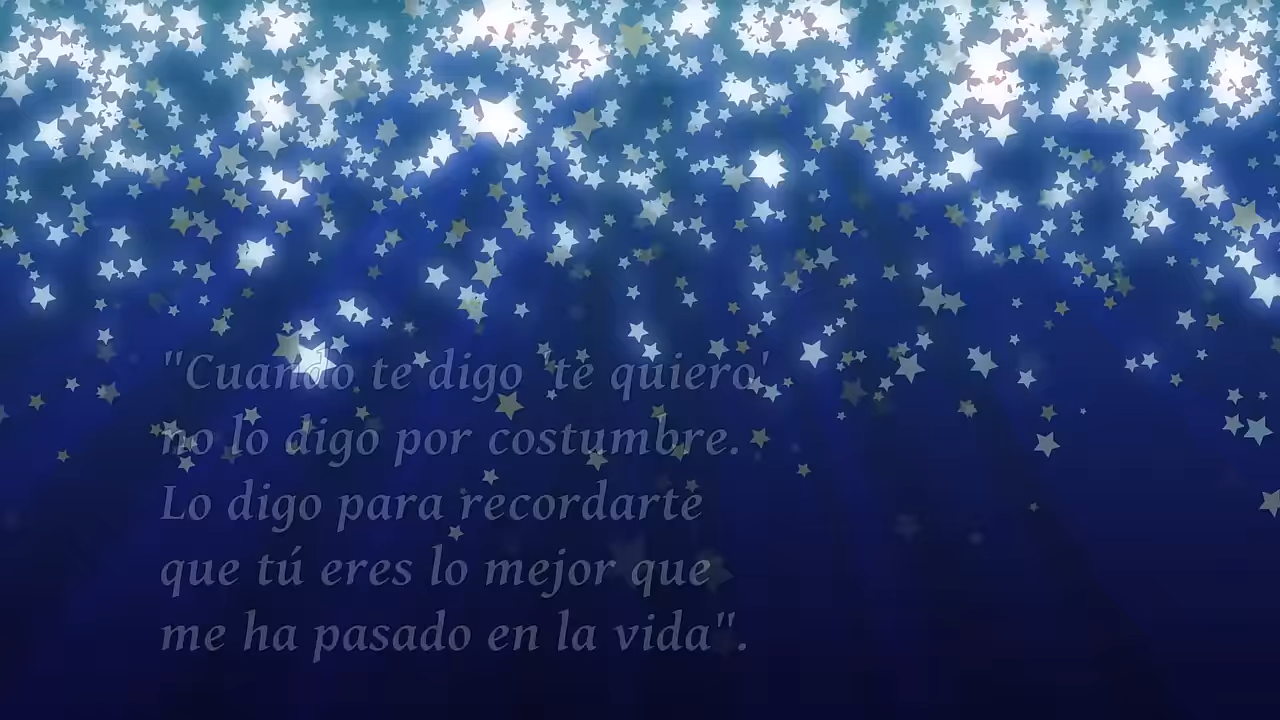 "Cuando te digo 'te quiero'
no lo digo por costumbre.
Lo digo para recordarte
que tú eres lo mejor que
me ha pasado en la vida".